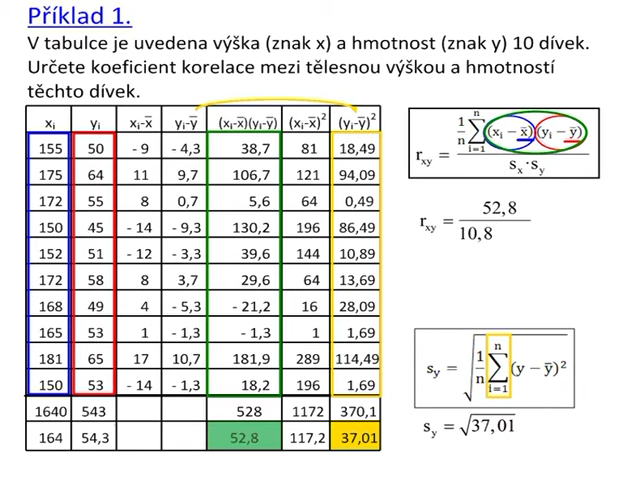 Příklad 1.
V tabulce je uvedena výška (znak x) a hmotnost (znak y) 10 dívek.
Určete koeficient korelace mezi tělesnou výškou a hmotností
těchto dívek.
xᵢ yᵢ xᵢ-x̅ yᵢ-y̅ (xᵢ-x̅)(yᵢ-y̅) (xᵢ-x̅)² (yᵢ-y̅)²
155 50 - 9 - 4,3 38,7 81 18,49
175 64 11 9,7 106,7 121 94,09
172 55 8 0,7 5,6 64 0,49
150 45 - 14 - 9,3 130,2 196 86,49
152 51 - 12 - 3,3 39,6 144 10,89
172 58 8 3,7 29,6 64 13,69
168 49 4 - 5,3 - 21,2 16 28,09
165 53 1 - 1,3 - 1,3 1 1,69
181 65 17 10,7 181,9 289 114,49
150 53 - 14 - 1,3 18,2 196 1,69
1640 543 528 1172 370,1
164 54,3 52,8 117,2 37,01
r_xy = (1/n ∑_{i=1}^{n} (xᵢ − x̅)(yᵢ − y̅)) / (s_x · s_y)
r_xy = 52,8 / 10,8
s_y = √(1/n ∑_{i=1}^{n} (y − y̅)²)
s_y = √37,01